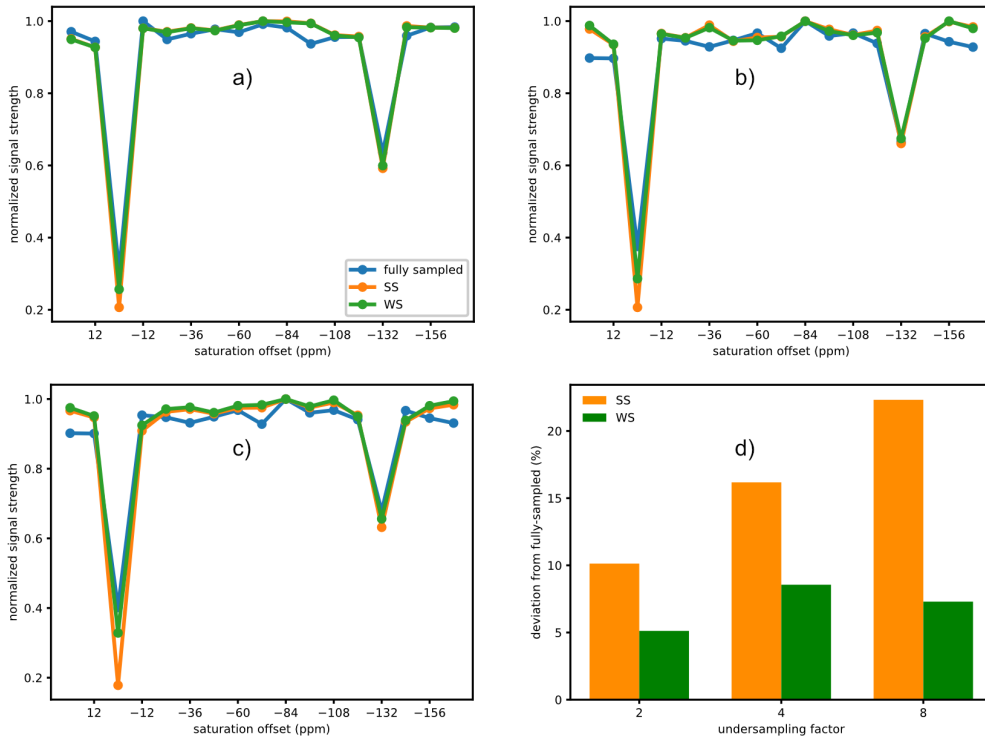 1.0
0.8
0.6
0.4
0.2
normalized signal strength
a)
fully sampled
SS
WS
12 −12 −36 −60 −84 −108 −132 −156
saturation offset (ppm)
1.0
0.8
0.6
0.4
0.2
normalized signal strength
b)
12 −12 −36 −60 −84 −108 −132 −156
saturation offset (ppm)
1.0
0.8
0.6
0.4
0.2
normalized signal strength
c)
12 −12 −36 −60 −84 −108 −132 −156
saturation offset (ppm)
SS
WS
d)
20
15
10
5
0
deviation from fully-sampled (%)
2 4 8
undersampling factor